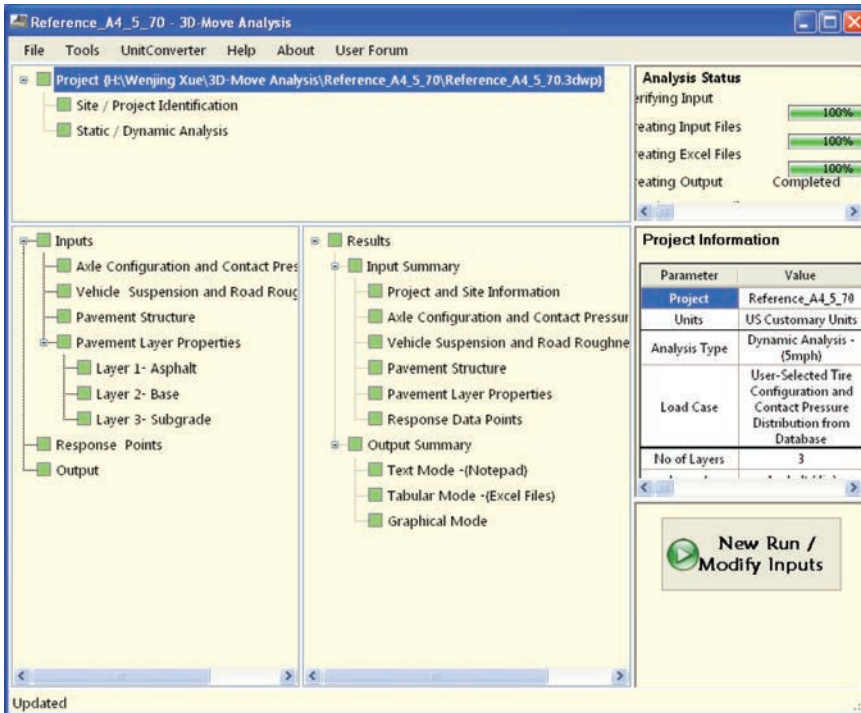 Reference_A4_5_70 - 3D-Move Analysis
File Tools UnitConverter Help About User Forum
Project {H:\Wenjing Xue\3D-Move Analysis\Reference_A4_5_70\Reference_A4_5_70.3dwp}
Site / Project Identification
Static / Dynamic Analysis
Analysis Status
erifying Input
100%
eating Input Files
100%
eating Excel Files
100%
eating Output Completed
Inputs
Axle Configuration and Contact Pres
Vehicle Suspension and Road Roug
Pavement Structure
Pavement Layer Properties
Layer 1- Asphalt
Layer 2- Base
Layer 3- Subgrade
Response Points
Output
Results
Input Summary
Project and Site Information
Axle Configuration and Contact Pressur
Vehicle Suspension and Road Roughne
Pavement Structure
Pavement Layer Properties
Response Data Points
Output Summary
Text Mode -{Notepad}
Tabular Mode -{Excel Files}
Graphical Mode
Project Information
Parameter Value
Project Reference_A4_5_70
Units US Customary Units
Analysis Type Dynamic Analysis -
{5mph}
Load Case User-Selected Tire
Configuration and
Contact Pressure
Distribution from
Database
No of Layers 3
New Run /
Modify Inputs
Updated